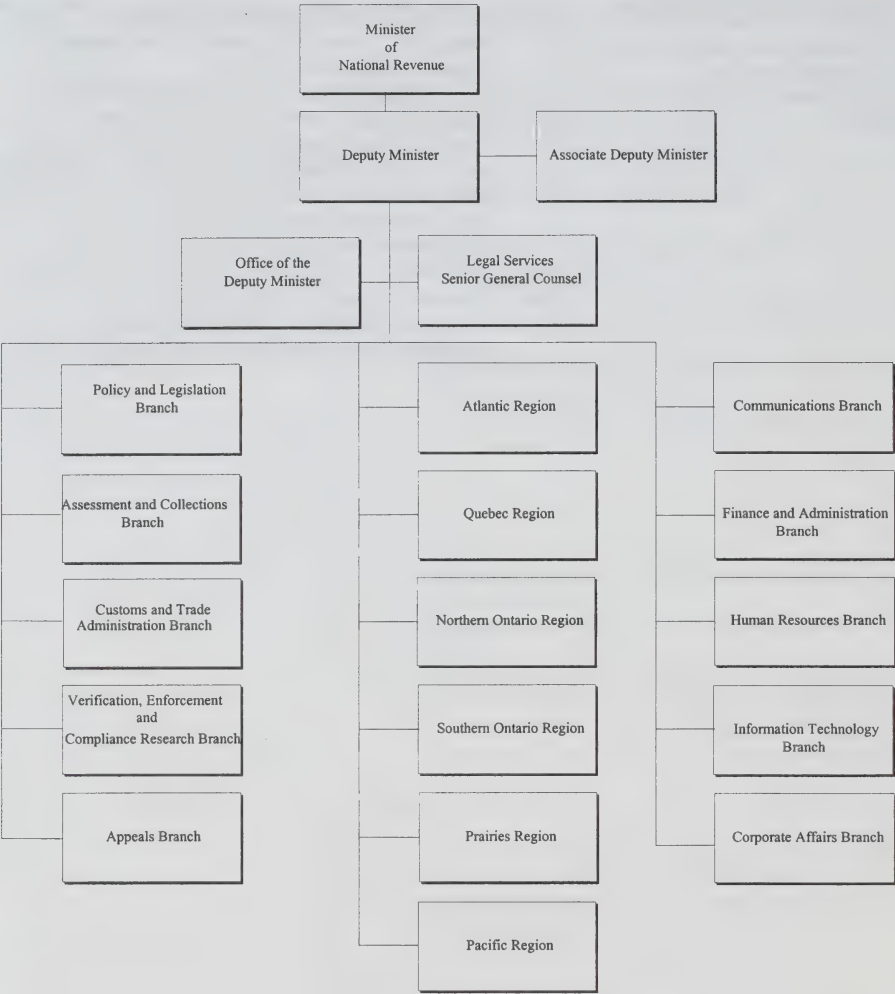 Minister
of
National Revenue
Deputy Minister
Associate Deputy Minister
Office of the
Deputy Minister
Legal Services
Senior General Counsel
Policy and Legislation
Branch
Assessment and Collections
Branch
Customs and Trade
Administration Branch
Verification, Enforcement
and
Compliance Research Branch
Appeals Branch
Atlantic Region
Quebec Region
Northern Ontario Region
Southern Ontario Region
Prairies Region
Pacific Region
Communications Branch
Finance and Administration
Branch
Human Resources Branch
Information Technology
Branch
Corporate Affairs Branch